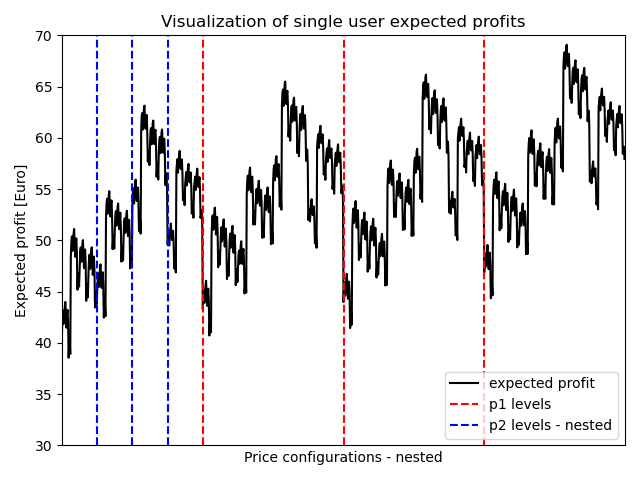 Visualization of single user expected profits
Expected profit [Euro]
70
65
60
55
50
45
40
35
30
expected profit
p1 levels
p2 levels - nested
Price configurations - nested